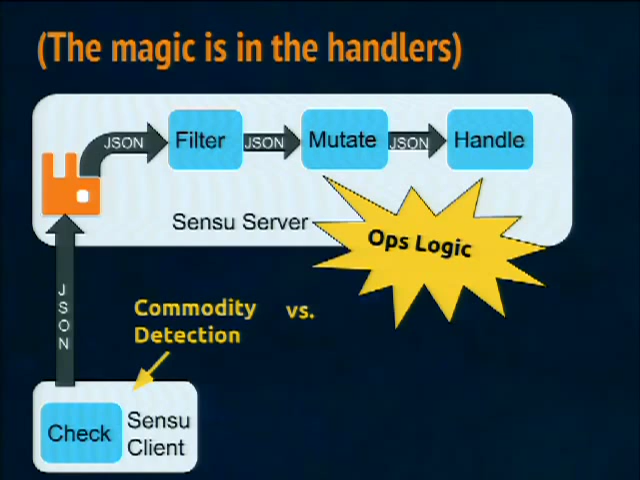 (The magic is in the handlers)
JSON
Filter
JSON
Mutate
JSON
Handle
Sensu Server
Ops Logic
JSON
Commodity vs.
Detection
Check
Sensu
Client